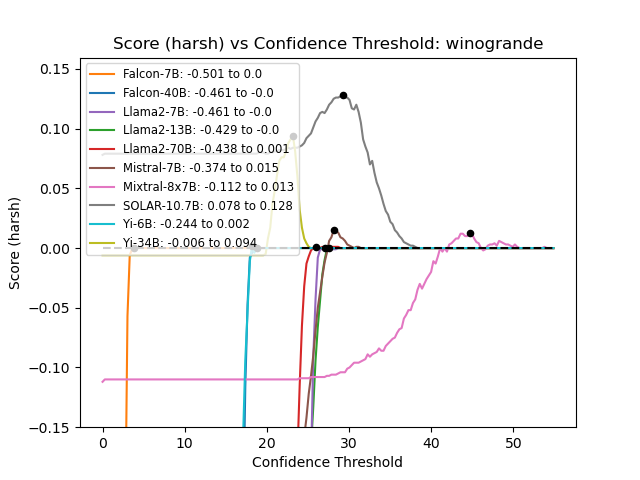 Score (harsh) vs Confidence Threshold: winogrande
Falcon-7B: -0.501 to 0.0
Falcon-40B: -0.461 to -0.0
Llama2-7B: -0.461 to -0.0
Llama2-13B: -0.429 to -0.0
Llama2-70B: -0.438 to 0.001
Mistral-7B: -0.374 to 0.015
Mixtral-8x7B: -0.112 to 0.013
SOLAR-10.7B: 0.078 to 0.128
Yi-6B: -0.244 to 0.002
Yi-34B: -0.006 to 0.094
0.15
0.10
0.05
0.00
−0.05
−0.10
−0.15
Score (harsh)
0 10 20 30 40 50
Confidence Threshold